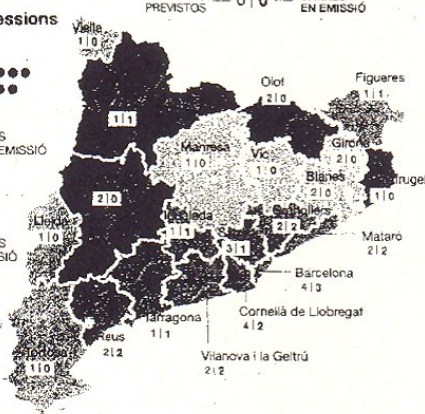 PREVISTOS
0|0
EN EMISSIÓ
essions
Vielha
1|0
EMISSIÓ
1|1
Olot
2|0
Figueres
1|1
Manresa
1|0
Vic
1|0
Girona
2|0
Blanes
2|0
1|0
2|0
Lleida
1|0
Igualada
1|1
2|2
3|1
Mataró
2|2
Barcelona
4|3
Cornellà de Llobregat
4|2
Tarragona
1|1
Reus
2|2
Vilanova i la Geltrú
2|2
Tortosa
1|0